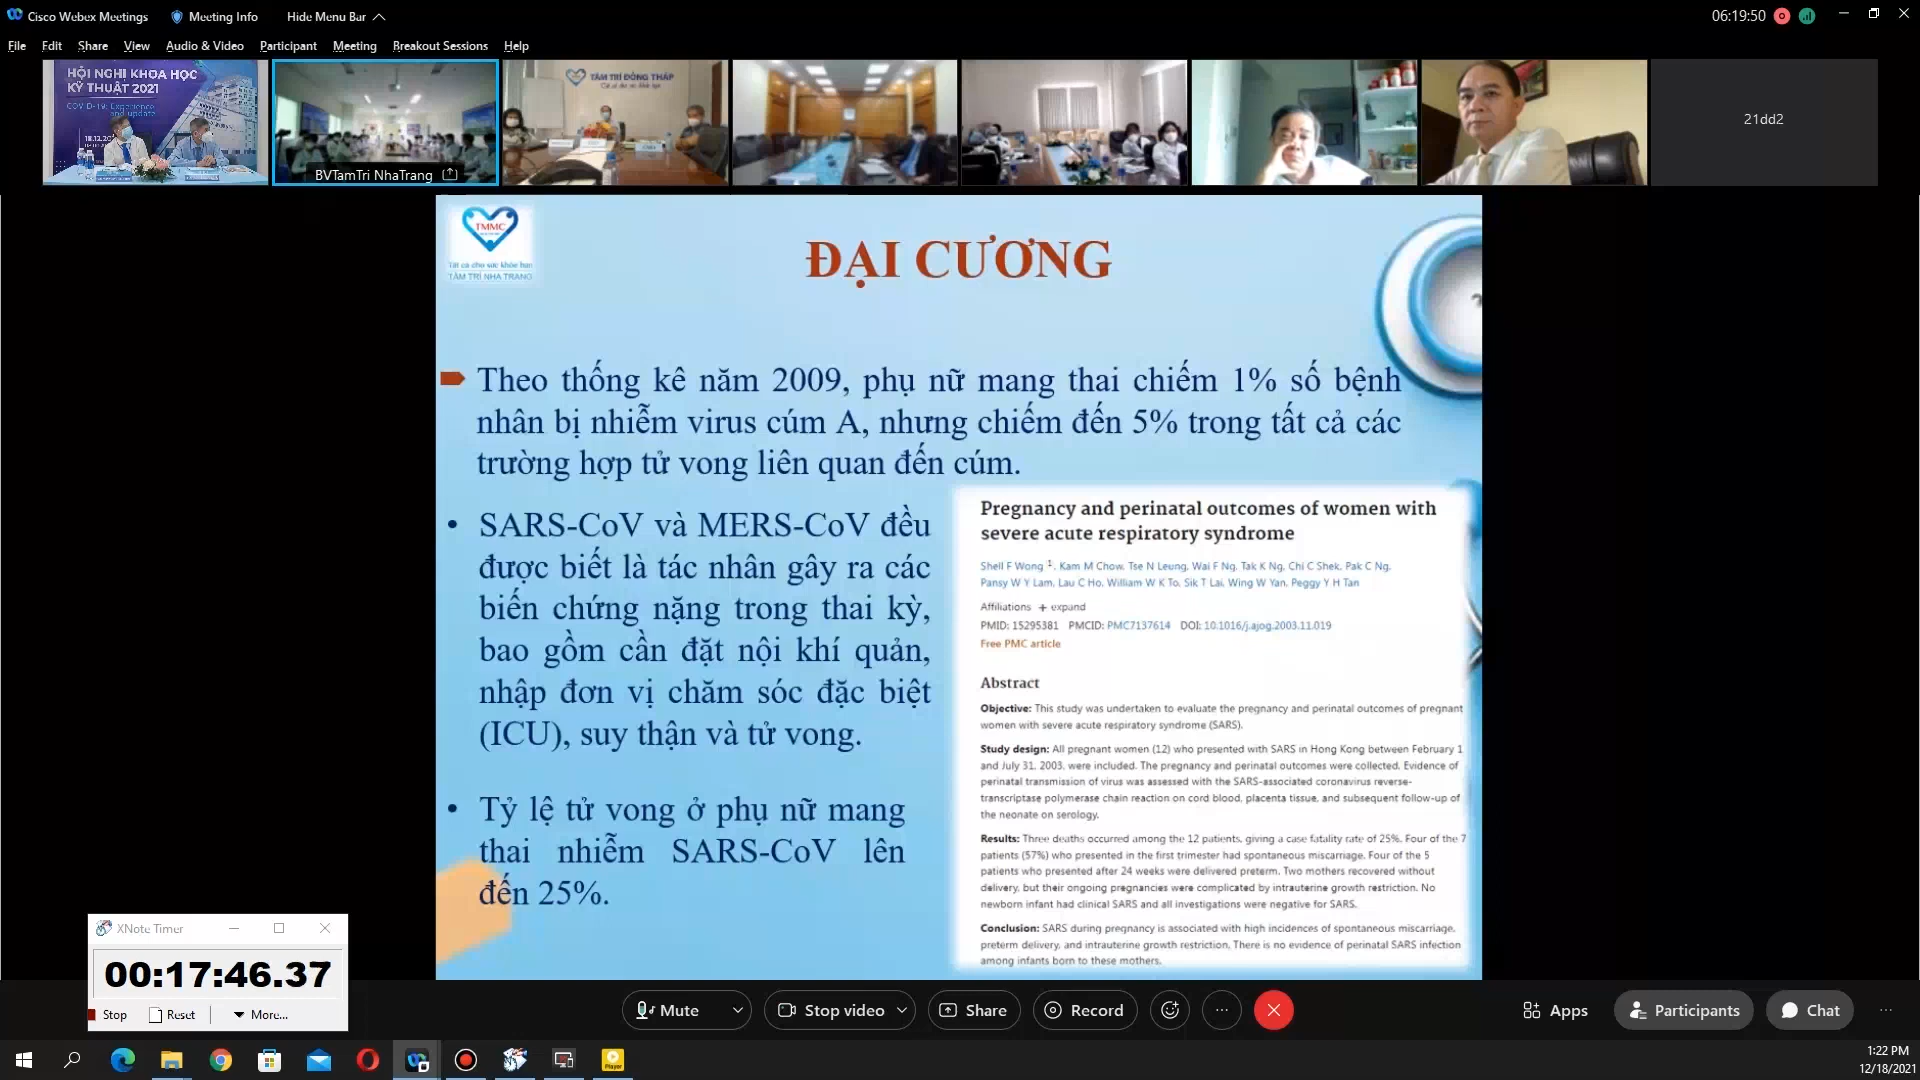 Cisco Webex Meetings
Meeting Info
Hide Menu Bar
06:19:50
File Edit Share View Audio & Video Participant Meeting Breakout Sessions Help
HỘI NGHỊ KHOA HỌC
KỸ THUẬT 2021
COVID-19: Experience
and update
BVTamTri NhaTrang
TÂM TRÍ ĐỒNG THÁP
21dd2
TMMC
Tất cả cho sức khỏe bạn
TÂM TRÍ NHA TRANG
ĐẠI CƯƠNG
Theo thống kê năm 2009, phụ nữ mang thai chiếm 1% số bệnh
nhân bị nhiễm virus cúm A, nhưng chiếm đến 5% trong tất cả các
trường hợp tử vong liên quan đến cúm.
• SARS-CoV và MERS-CoV đều
được biết là tác nhân gây ra các
biến chứng nặng trong thai kỳ,
bao gồm cần đặt nội khí quản,
nhập đơn vị chăm sóc đặc biệt
(ICU), suy thận và tử vong.
• Tỷ lệ tử vong ở phụ nữ mang
thai nhiễm SARS-CoV lên
đến 25%.
Pregnancy and perinatal outcomes of women with
severe acute respiratory syndrome
Shell F Wong 1, Kam M Chow, Tse N Leung, Wai F Ng, Tak K Ng, Chi C Shek, Pak C Ng,
Pansy W Y Lam, Lau C Ho, William W K To, Sik T Lai, Wing W Yan, Peggy Y H Tan
Affiliations + expand
PMID: 15295381 PMCID: PMC7137614 DOI: 10.1016/j.ajog.2003.11.019
Free PMC article
Abstract
Objective: This study was undertaken to evaluate the pregnancy and perinatal outcomes of pregnant
women with severe acute respiratory syndrome (SARS).
Study design: All pregnant women (12) who presented with SARS in Hong Kong between February 1
and July 31, 2003, were included. The pregnancy and perinatal outcomes were collected. Evidence of
perinatal transmission of virus was assessed with the SARS-associated coronavirus reverse-
transcriptase polymerase chain reaction on cord blood, placenta tissue, and subsequent follow-up of
the neonate on serology.
Results: Three deaths occurred among the 12 patients, giving a case fatality rate of 25%. Four of the 7
patients (57%) who presented in the first trimester had spontaneous miscarriage. Four of the 5
patients who presented after 24 weeks were delivered preterm. Two mothers recovered without
delivery, but their ongoing pregnancies were complicated by intrauterine growth restriction. No
newborn infant had clinical SARS and all investigations were negative for SARS.
Conclusion: SARS during pregnancy is associated with high incidences of spontaneous miscarriage,
preterm delivery, and intrauterine growth restriction. There is no evidence of perinatal SARS infection
among infants born to these mothers.
XNote Timer
00:17:46.37
Stop Reset More...
Mute Stop video Share Record
Apps Participants Chat
Player
1:22 PM
12/18/2021